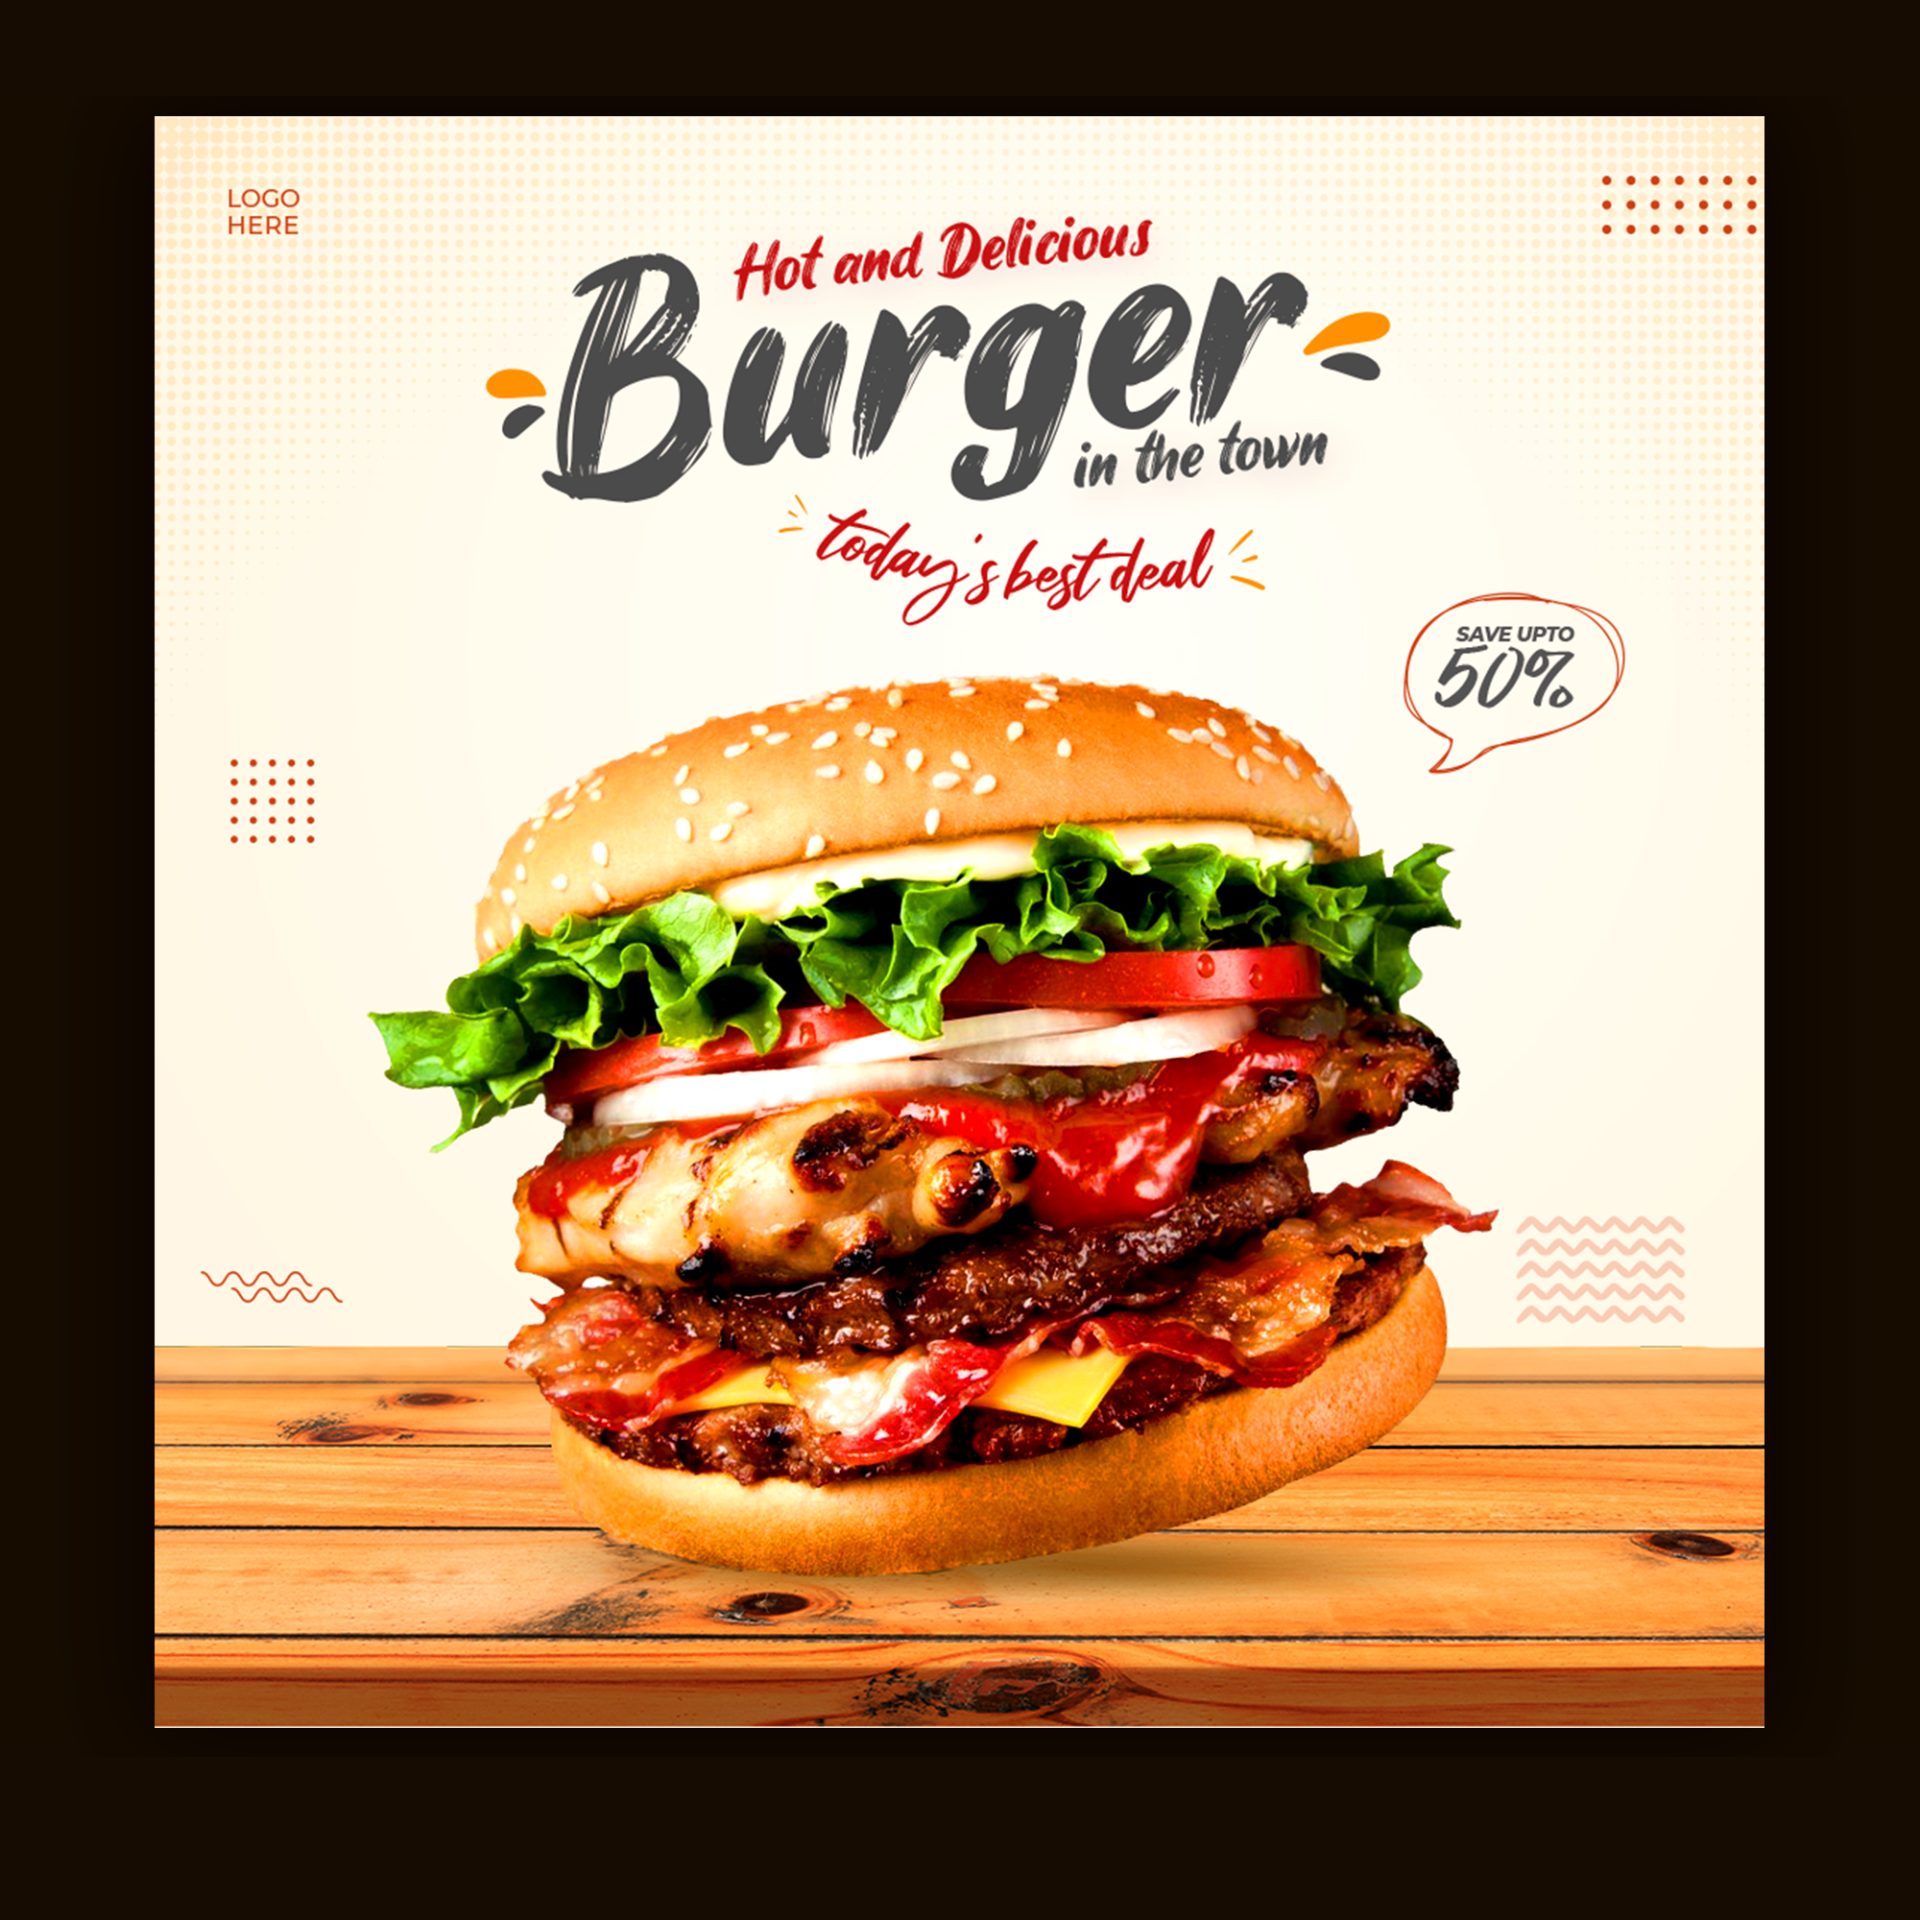 LOGO
HERE
Hot and Delicious
Burger
in the town
today's best deal
SAVE UPTO
50%